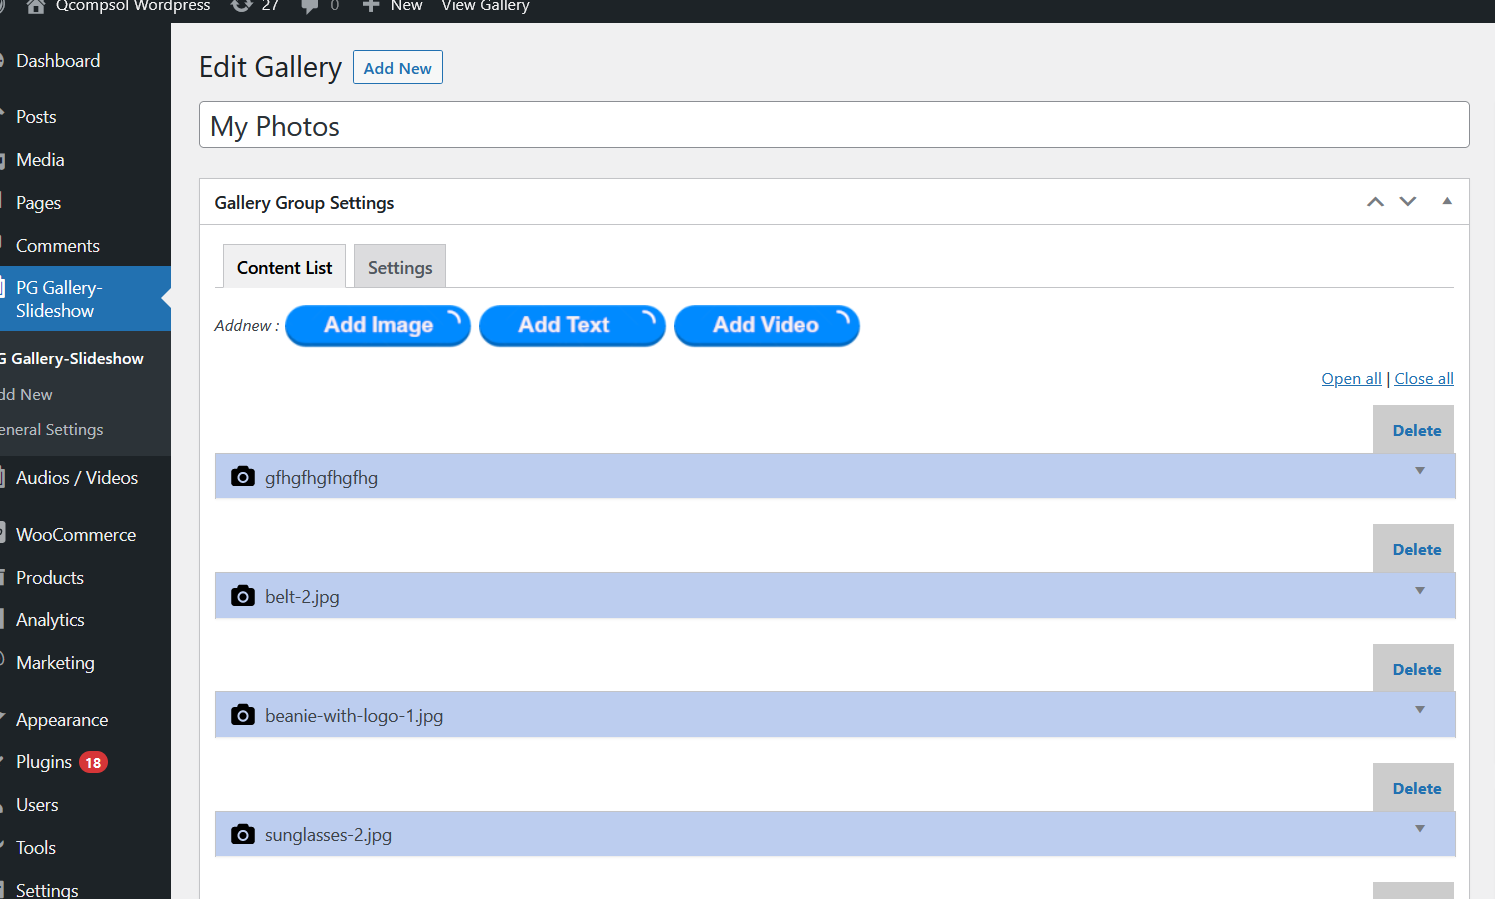 Qcompsol Wordpress 27 0 New View Gallery
Dashboard
Posts
Media
Pages
Comments
PG Gallery-
Slideshow
G Gallery-Slideshow
dd New
eneral Settings
Audios / Videos
WooCommerce
Products
Analytics
Marketing
Appearance
Plugins 18
Users
Tools
Settings
Edit Gallery Add New
My Photos
Gallery Group Settings
Content List Settings
Addnew : Add Image Add Text Add Video
Open all | Close all
Delete
gfhgfhgfhgfhg
Delete
belt-2.jpg
Delete
beanie-with-logo-1.jpg
Delete
sunglasses-2.jpg